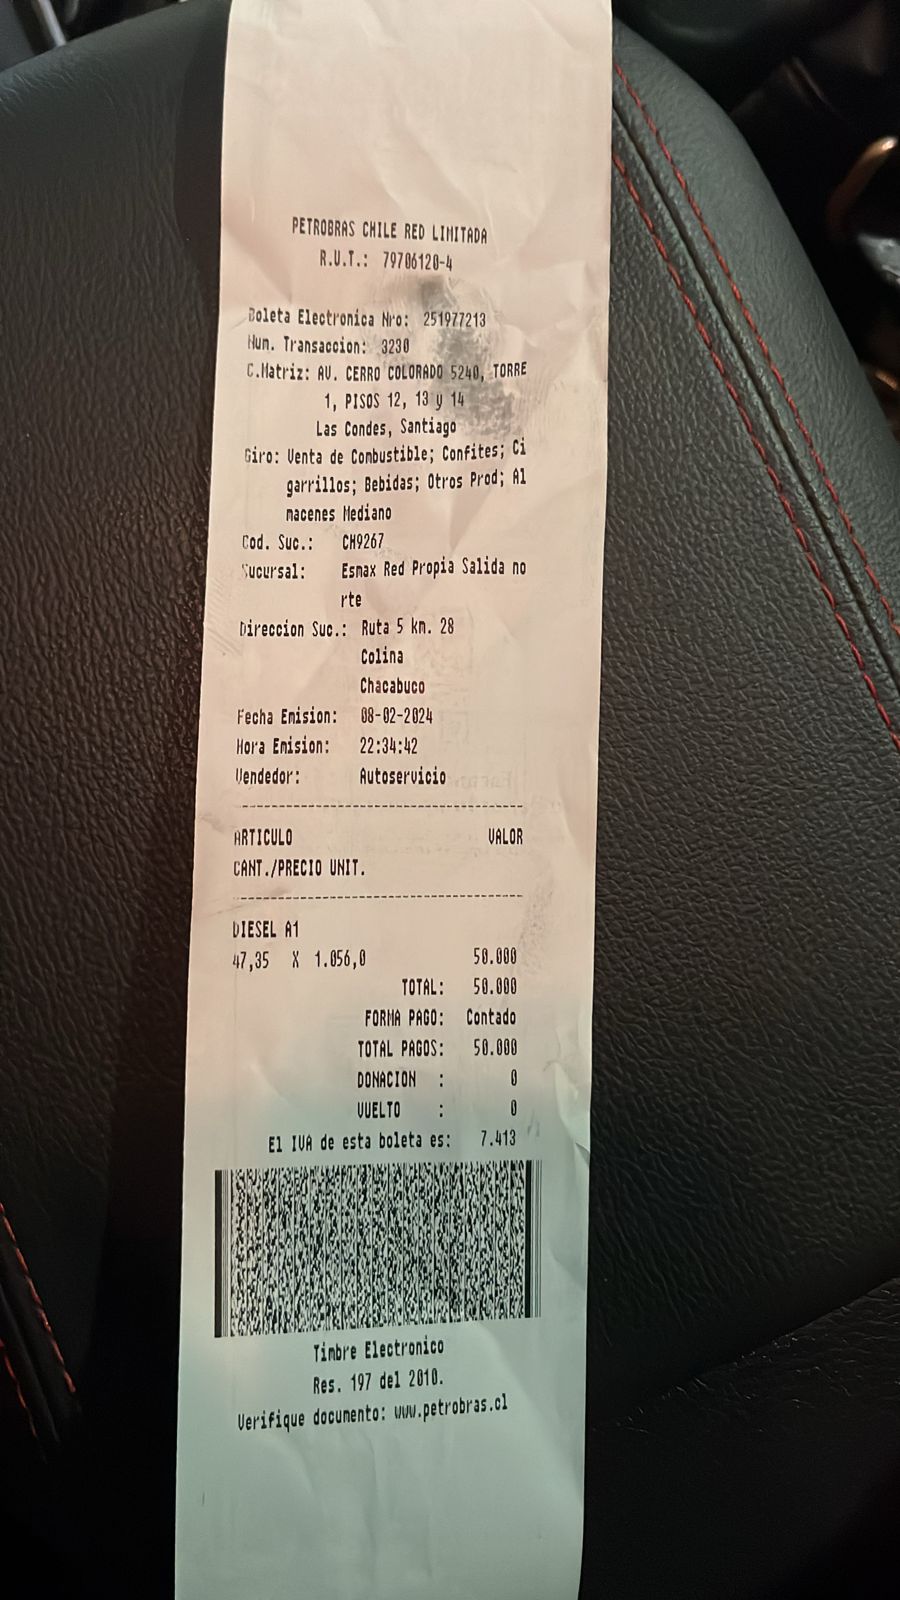 PETROBRAS CHILE RED LIMITADA
R.U.T.: 79706120-4
Boleta Electronica Nro: 251977213
Num. Transaccion: 3230
C.Matriz: AV. CERRO COLORADO 5240, TORRE
1, PISOS 12, 13 y 14
Las Condes, Santiago
Giro: Venta de Combustible; Confites; Ci
garrillos; Bebidas; Otros Prod; Al
macenes Mediano
Cod. Suc.: CH9267
Sucursal: Esmax Red Propia Salida no
rte
Direccion Suc.: Ruta 5 km. 28
Colina
Chacabuco
Fecha Emision: 08-02-2024
Hora Emision: 22:34:42
Vendedor: Autoservicio
--------------------------------------
ARTICULO VALOR
CANT./PRECIO UNIT.
--------------------------------------
DIESEL A1
47,35 X 1.056,0 50.000
TOTAL: 50.000
FORMA PAGO: Contado
TOTAL PAGOS: 50.000
DONACION : 0
VUELTO : 0
El IVA de esta boleta es: 7.413
Timbre Electronico
Res. 197 del 2010.
Verifique documento: www.petrobras.cl